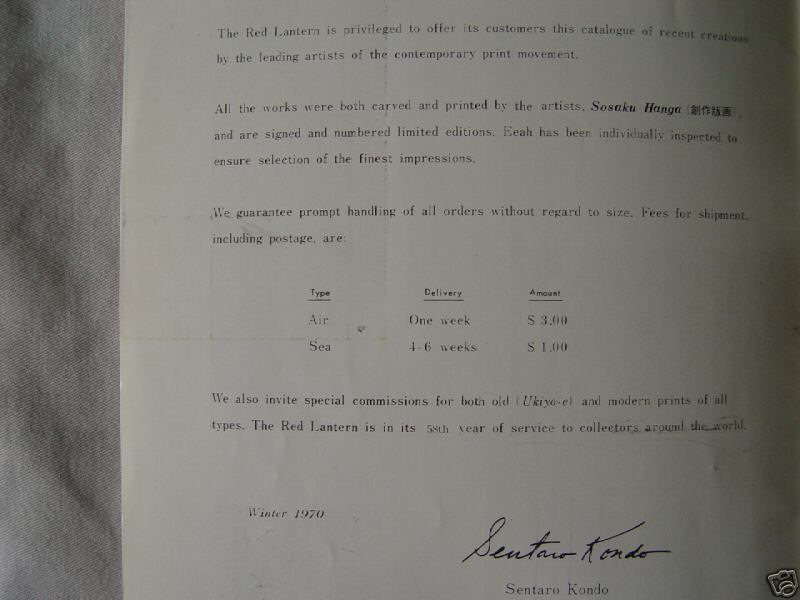 The Red Lantern is privileged to offer its customers this catalogue of recent creations
by the leading artists of the contemporary print movement.
All the works were both carved and printed by the artists, Sosaku Hanga (創作版画),
and are signed and numbered limited editions. Eeah has been individually inspected to
ensure selection of the finest impressions.
We guarantee prompt handling of all orders without regard to size. Fees for shipment,
including postage, are:
Type Delivery Amount
Air One week $ 3.00
Sea 4-6 weeks $ 1.00
We also invite special commissions for both old (Ukiyo-e) and modern prints of all
types. The Red Lantern is in its 58th year of service to collectors around the world.
Winter 1970
Sentaro Kondo
Sentaro Kondo